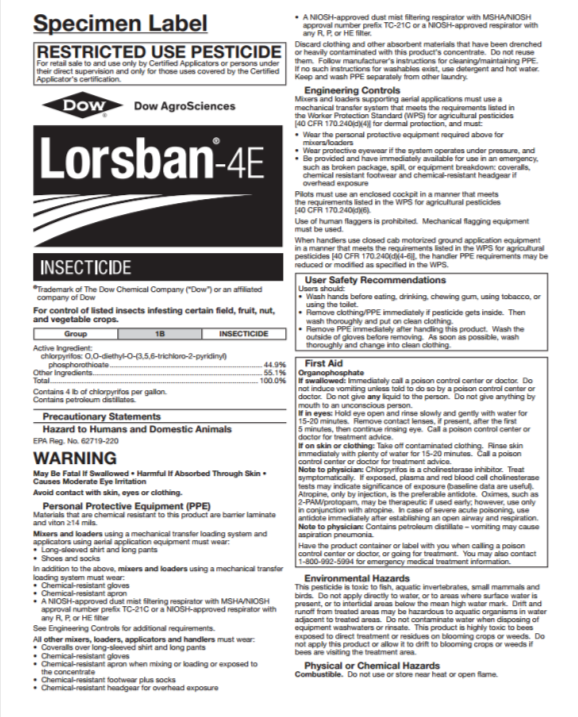 Specimen Label
RESTRICTED USE PESTICIDE
For retail sale to and use only by Certified Applicators or persons under
their direct supervision and only for those uses covered by the Certified
Applicator's certification.
Dow
Dow AgroSciences
Lorsban®-4E
INSECTICIDE
®Trademark of The Dow Chemical Company ("Dow") or an affiliated
company of Dow
For control of listed insects infesting certain field, fruit, nut,
and vegetable crops.
Group 1B INSECTICIDE
Active Ingredient:
chlorpyrifos: O,O-diethyl-O-(3,5,6-trichloro-2-pyridinyl)
phosphorothioate 44.9%
Other Ingredients 55.1%
Total 100.0%
Contains 4 lb of chlorpyrifos per gallon.
Contains petroleum distillates.
Precautionary Statements
Hazard to Humans and Domestic Animals
EPA Reg. No. 62719-220
WARNING
May Be Fatal If Swallowed • Harmful If Absorbed Through Skin •
Causes Moderate Eye Irritation
Avoid contact with skin, eyes or clothing.
Personal Protective Equipment (PPE)
Materials that are chemical resistant to this product are barrier laminate
and viton ≥14 mils.
Mixers and loaders using a mechanical transfer loading system and
applicators using aerial application equipment must wear:
• Long-sleeved shirt and long pants
• Shoes and socks
In addition to the above, mixers and loaders using a mechanical transfer
loading system must wear:
• Chemical-resistant gloves
• Chemical-resistant apron
• A NIOSH-approved dust mist filtering respirator with MSHA/NIOSH
approval number prefix TC-21C or a NIOSH-approved respirator with
any R, P, or HE filter
See Engineering Controls for additional requirements.
All other mixers, loaders, applicators and handlers must wear:
• Coveralls over long-sleeved shirt and long pants
• Chemical-resistant gloves
• Chemical-resistant apron when mixing or loading or exposed to
the concentrate
• Chemical-resistant footwear plus socks
• Chemical-resistant headgear for overhead exposure
• A NIOSH-approved dust mist filtering respirator with MSHA/NIOSH
approval number prefix TC-21C or a NIOSH-approved respirator with
any R, P, or HE filter.
Discard clothing and other absorbent materials that have been drenched
or heavily contaminated with this product's concentrate. Do not reuse
them. Follow manufacturer's instructions for cleaning/maintaining PPE.
If no such instructions for washables exist, use detergent and hot water.
Keep and wash PPE separately from other laundry.
Engineering Controls
Mixers and loaders supporting aerial applications must use a
mechanical transfer system that meets the requirements listed in
the Worker Protection Standard (WPS) for agricultural pesticides
[40 CFR 170.240(d)(4)] for dermal protection, and must:
• Wear the personal protective equipment required above for
mixers/loaders
• Wear protective eyewear if the system operates under pressure, and
• Be provided and have immediately available for use in an emergency,
such as broken package, spill, or equipment breakdown: coveralls,
chemical resistant footwear and chemical-resistant headgear if
overhead exposure
Pilots must use an enclosed cockpit in a manner that meets
the requirements listed in the WPS for agricultural pesticides
[40 CFR 170.240(d)(6).
Use of human flaggers is prohibited. Mechanical flagging equipment
must be used.
When handlers use closed cab motorized ground application equipment
in a manner that meets the requirements listed in the WPS for agricultural
pesticides [40 CFR 170.240(d)(4-6)], the handler PPE requirements may be
reduced or modified as specified in the WPS.
User Safety Recommendations
Users should:
• Wash hands before eating, drinking, chewing gum, using tobacco, or
using the toilet.
• Remove clothing/PPE immediately if pesticide gets inside. Then
wash thoroughly and put on clean clothing.
• Remove PPE immediately after handling this product. Wash the
outside of gloves before removing. As soon as possible, wash
thoroughly and change into clean clothing.
First Aid
Organophosphate
If swallowed: Immediately call a poison control center or doctor. Do
not induce vomiting unless told to do so by a poison control center or
doctor. Do not give any liquid to the person. Do not give anything by
mouth to an unconscious person.
If in eyes: Hold eye open and rinse slowly and gently with water for
15-20 minutes. Remove contact lenses, if present, after the first
5 minutes, then continue rinsing eye. Call a poison control center or
doctor for treatment advice.
If on skin or clothing: Take off contaminated clothing. Rinse skin
immediately with plenty of water for 15-20 minutes. Call a poison
control center or doctor for treatment advice.
Note to physician: Chlorpyrifos is a cholinesterase inhibitor. Treat
symptomatically. If exposed, plasma and red blood cell cholinesterase
tests may indicate significance of exposure (baseline data are useful).
Atropine, only by injection, is the preferable antidote. Oximes, such as
2-PAM/protopam, may be therapeutic if used early; however, use only
in conjunction with atropine. In case of severe acute poisoning, use
antidote immediately after establishing an open airway and respiration.
Note to physician: Contains petroleum distillate – vomiting may cause
aspiration pneumonia.
Have the product container or label with you when calling a poison
control center or doctor, or going for treatment. You may also contact
1-800-992-5994 for emergency medical treatment information.
Environmental Hazards
This pesticide is toxic to fish, aquatic invertebrates, small mammals and
birds. Do not apply directly to water, or to areas where surface water is
present, or to intertidal areas below the mean high water mark. Drift and
runoff from treated areas may be hazardous to aquatic organisms in water
adjacent to treated areas. Do not contaminate water when disposing of
equipment washwaters or rinsate. This product is highly toxic to bees
exposed to direct treatment or residues on blooming crops or weeds. Do
not apply this product or allow it to drift to blooming crops or weeds if
bees are visiting the treatment area.
Physical or Chemical Hazards
Combustible. Do not use or store near heat or open flame.